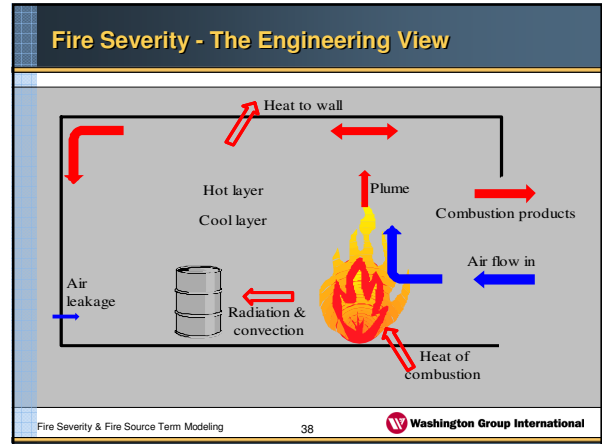 Fire Severity - The Engineering View
Heat to wall
Hot layer
Plume
Cool layer
Combustion products
Air flow in
Air
leakage
Radiation &
convection
Heat of
combustion
Fire Severity & Fire Source Term Modeling
38
Washington Group International